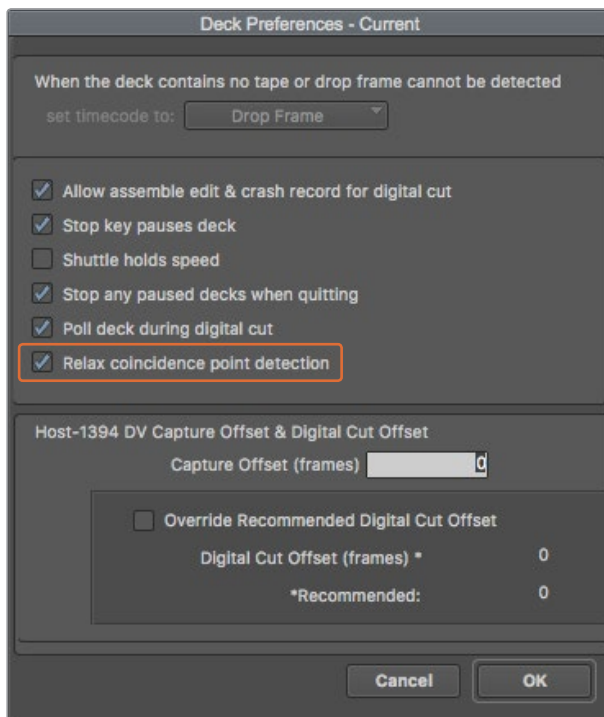 Deck Preferences - Current
When the deck contains no tape or drop frame cannot be detected
set timecode to: Drop Frame
Allow assemble edit & crash record for digital cut
Stop key pauses deck
Shuttle holds speed
Stop any paused decks when quitting
Poll deck during digital cut
Relax coincidence point detection
Host-1394 DV Capture Offset & Digital Cut Offset
Capture Offset (frames) 0
Override Recommended Digital Cut Offset
Digital Cut Offset (frames) * 0
*Recommended: 0
Cancel OK